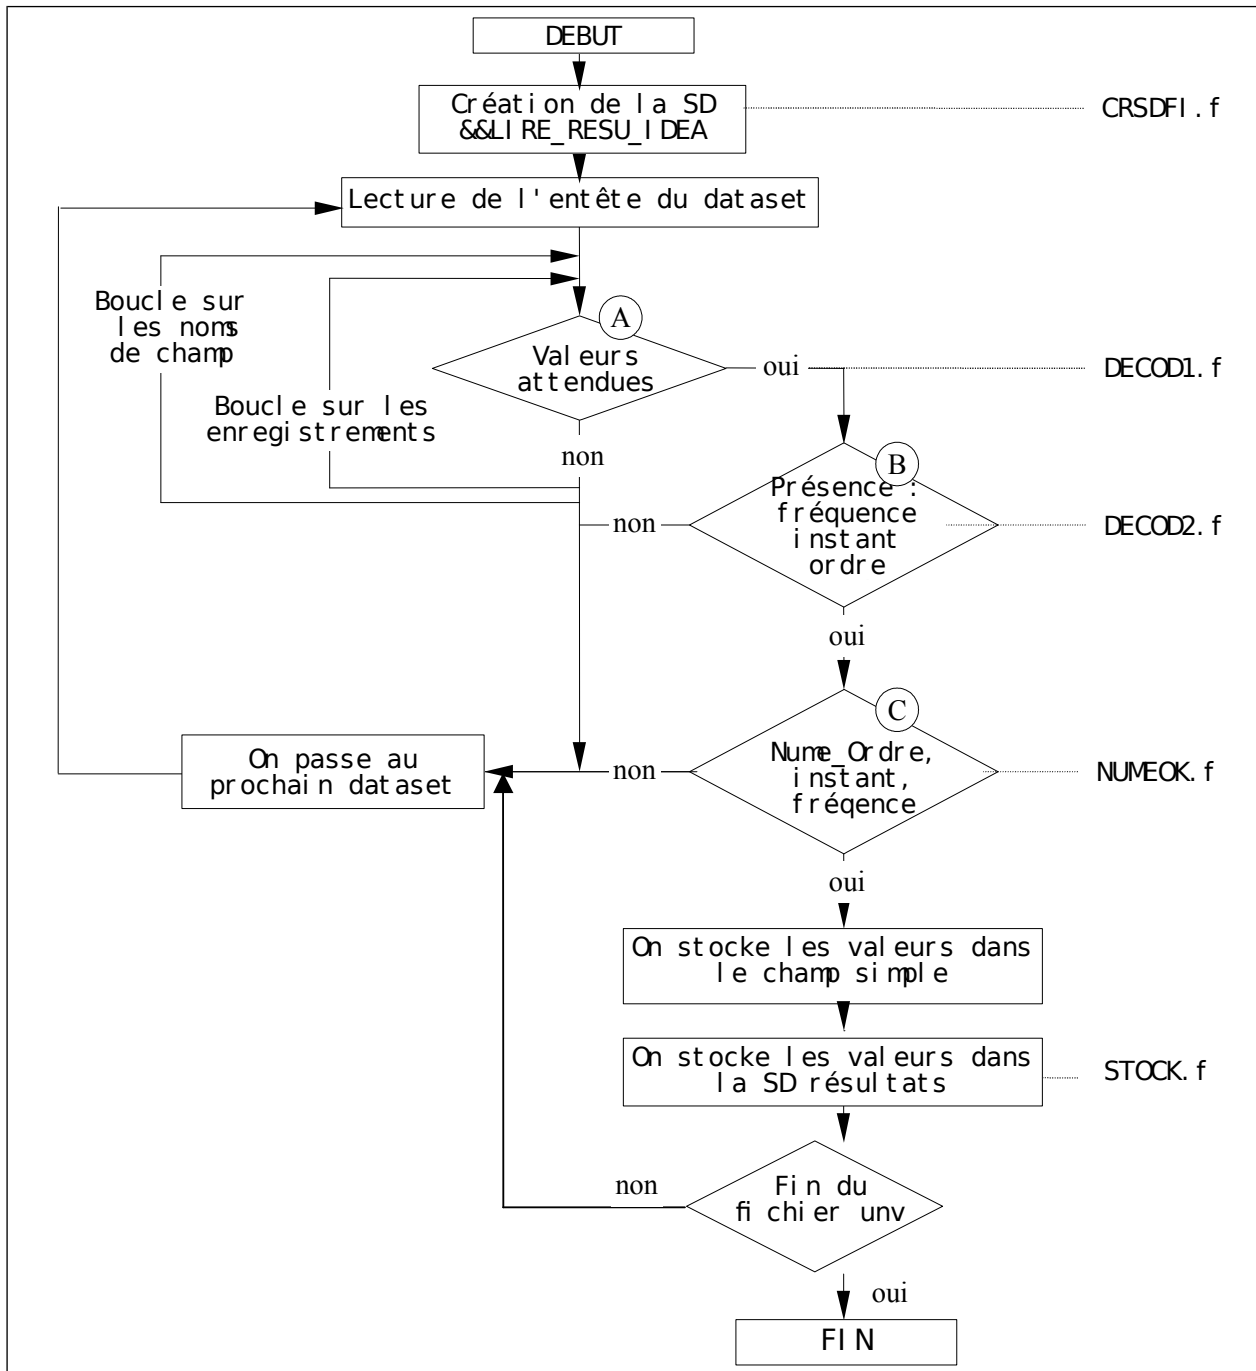 DEBUT
Création de la SD
&&LIRE_RESU_IDEA
CRSDFI.f
Lecture de l'entête du dataset
Boucle sur
les noms
de champ
A
Valeurs
attendues
oui
DECOD1.f
Boucle sur les
enregistrements
non
B
Présence :
fréquence
instant
ordre
non
DECOD2.f
oui
C
Nume_Ordre,
instant,
fréqence
non
NUMEOK.f
On passe au
prochain dataset
oui
On stocke les valeurs dans
le champ simple
On stocke les valeurs dans
la SD résultats
STOCK.f
Fin du
fichier unv
non
oui
FIN